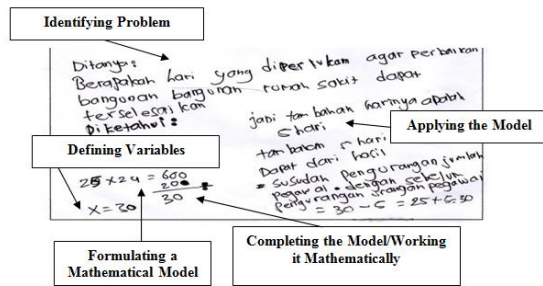 Identifying Problem
Ditanya:
Berapakah hari yang diperlukan agar perbaikan
bangunan bangunan rumah sakit dapat
terselesaikan
Diketahui:
25 x 24 = 600
30
x = 30
jadi tambahan harinya apalah
5 hari
tambahan 5 hari
Dapat dari hasil
susudah pengurangan jumlah
pegawai dengan sebelum
pengurangan pegawai
= 30 - 5 = 25 + 5 = 30
Applying the Model
Defining Variables
Formulating a
Mathematical Model
Completing the Model/Working
it Mathematically